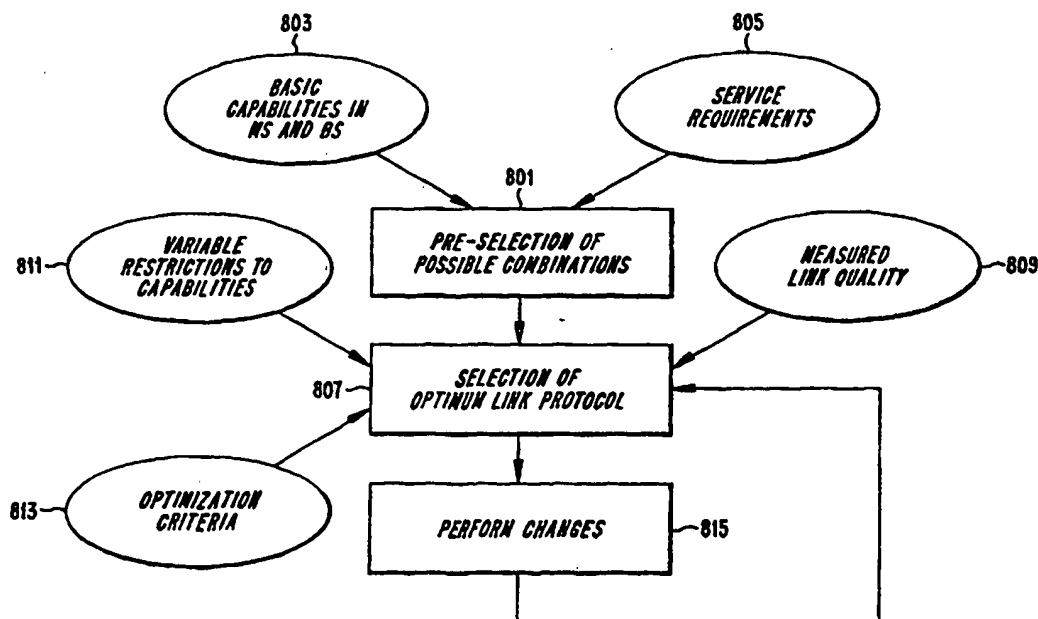 803
BASIC
CAPABILITIES IN
MS AND BS
805
SERVICE
REQUIREMENTS
801
PRE-SELECTION OF
POSSIBLE COMBINATIONS
811
VARIABLE
RESTRICTIONS TO
CAPABILITIES
MEASURED
LINK QUALITY
809
807
SELECTION OF
OPTIMUM LINK PROTOCOL
813
OPTIMIZATION
CRITERIA
PERFORM CHANGES
815